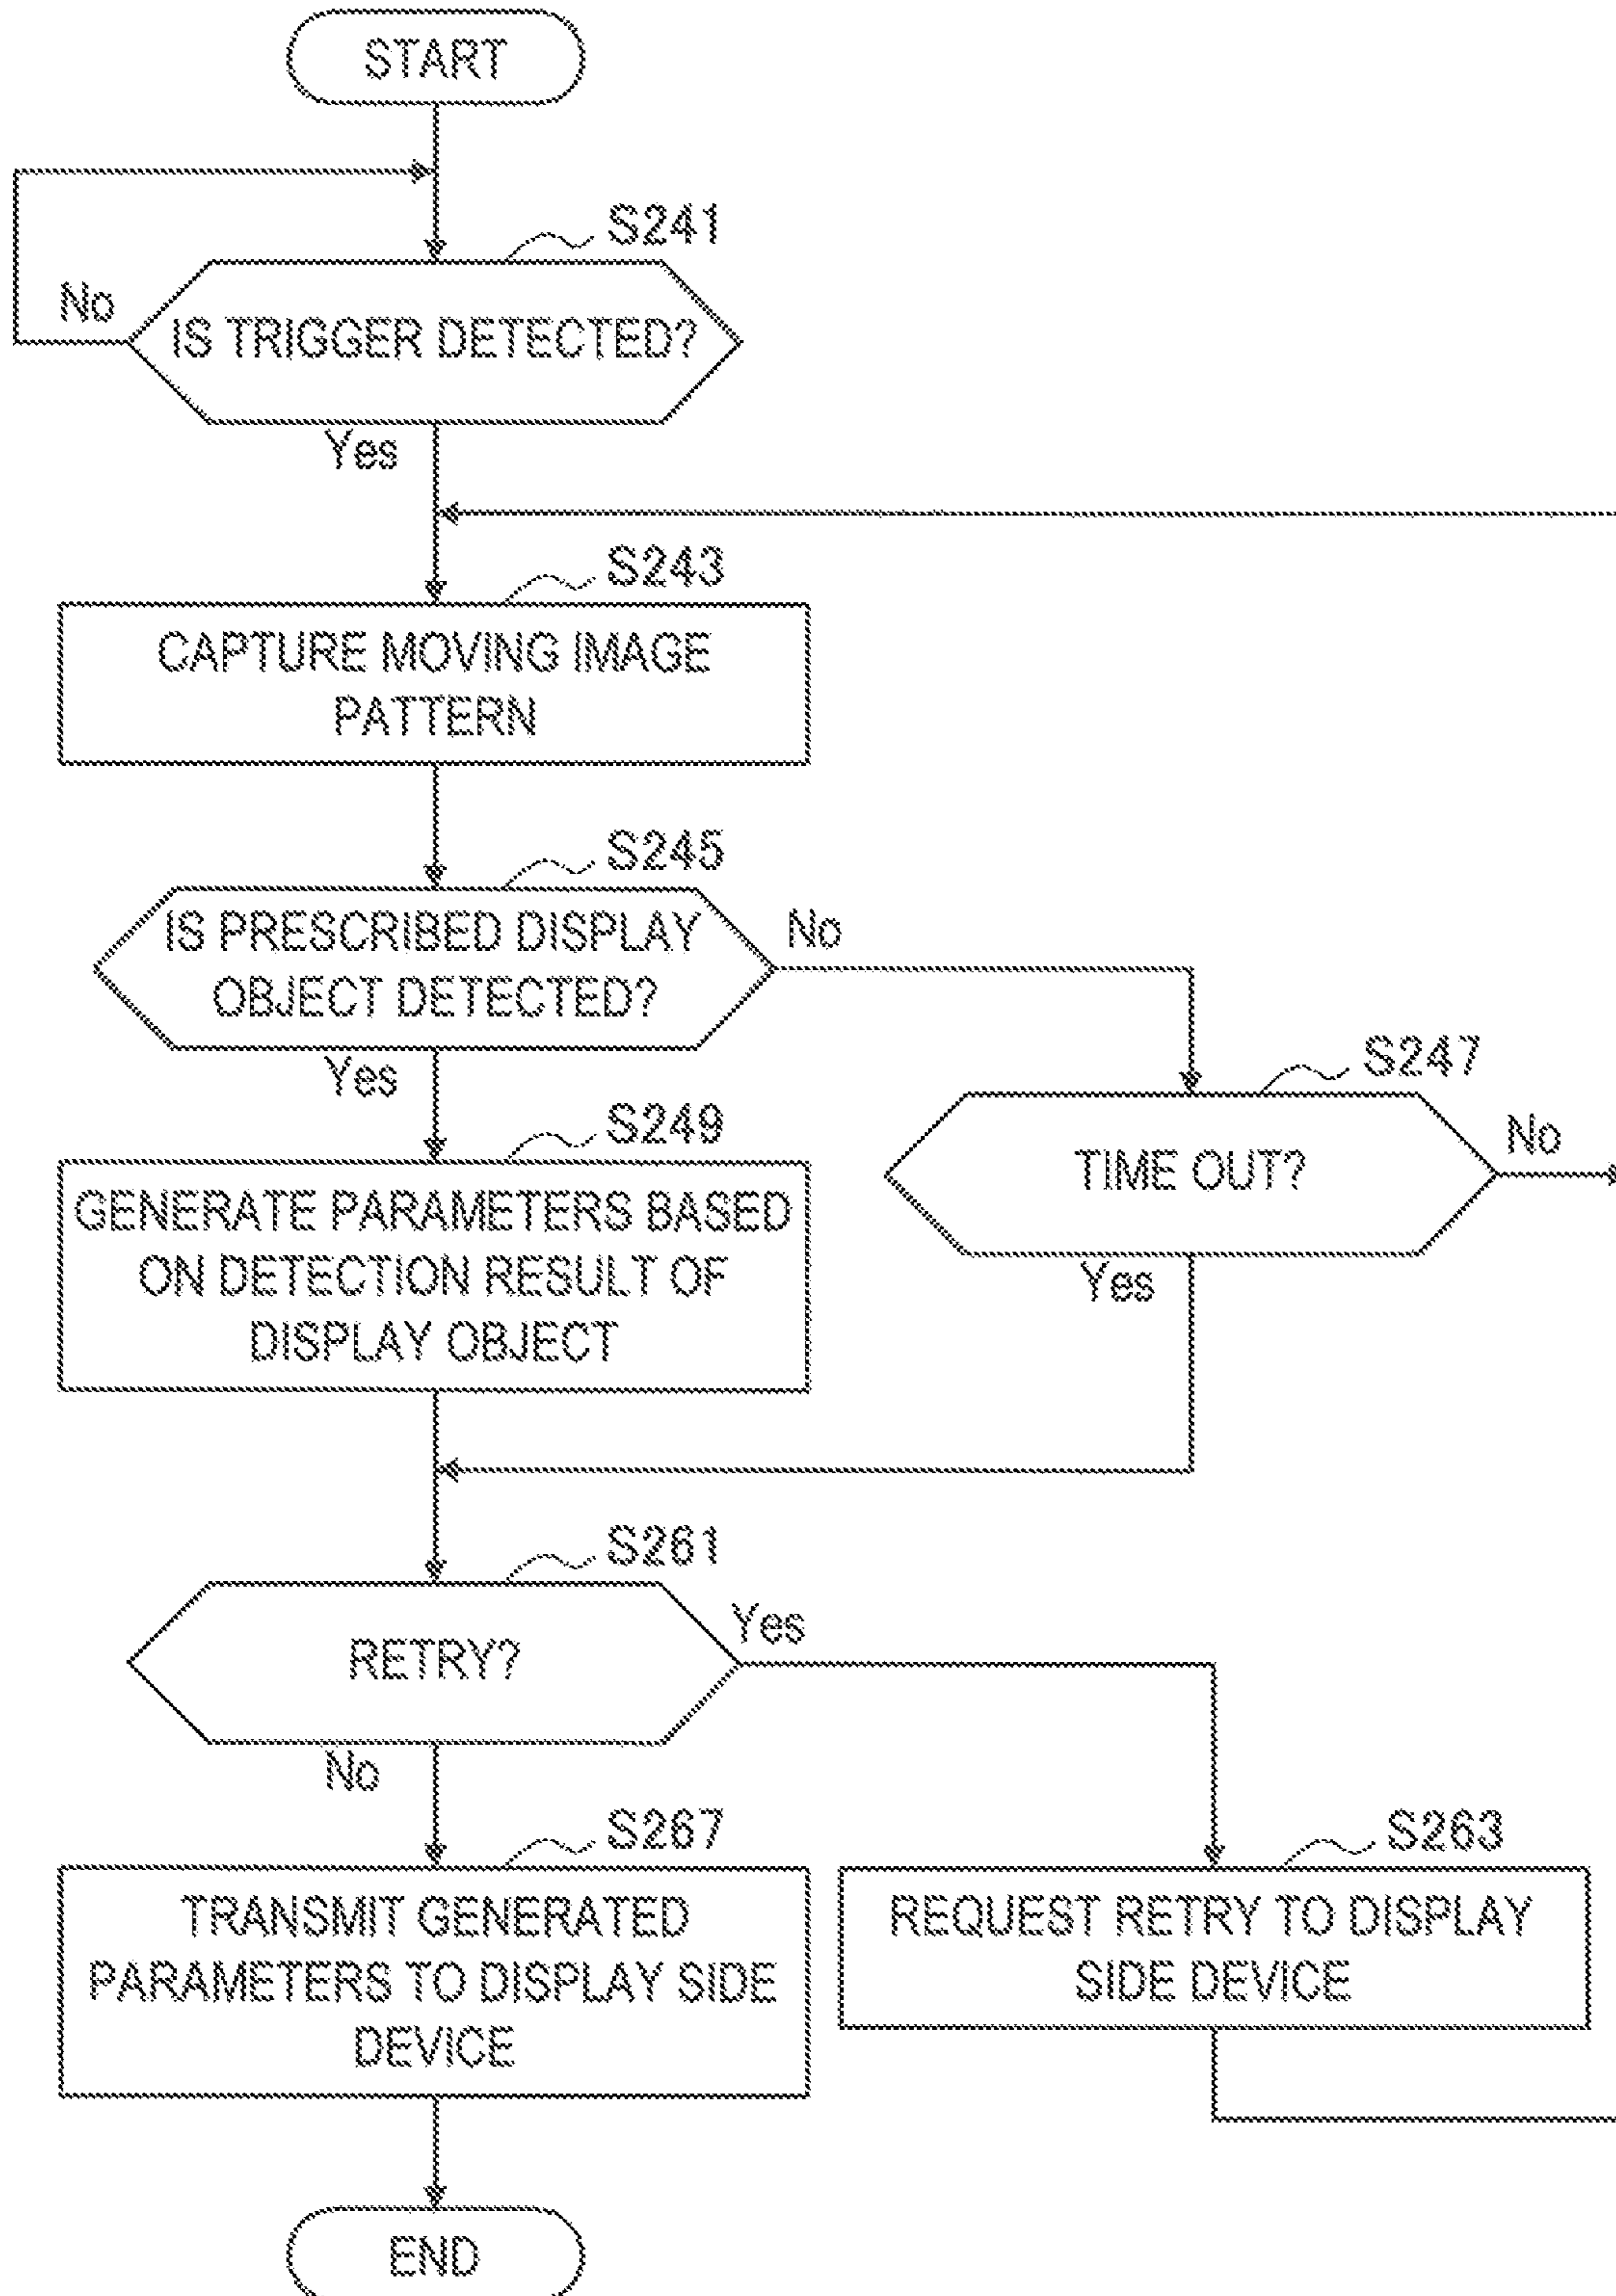 START
S241
No
IS TRIGGER DETECTED?
Yes
S243
CAPTURE MOVING IMAGE
PATTERN
S245
IS PRESCRIBED DISPLAY
OBJECT DETECTED?
No
Yes
S247
TIME OUT?
No
Yes
S249
GENERATE PARAMETERS BASED
ON DETECTION RESULT OF
DISPLAY OBJECT
S261
RETRY?
Yes
No
S267
TRANSMIT GENERATED
PARAMETERS TO DISPLAY SIDE
DEVICE
S263
REQUEST RETRY TO DISPLAY
SIDE DEVICE
END